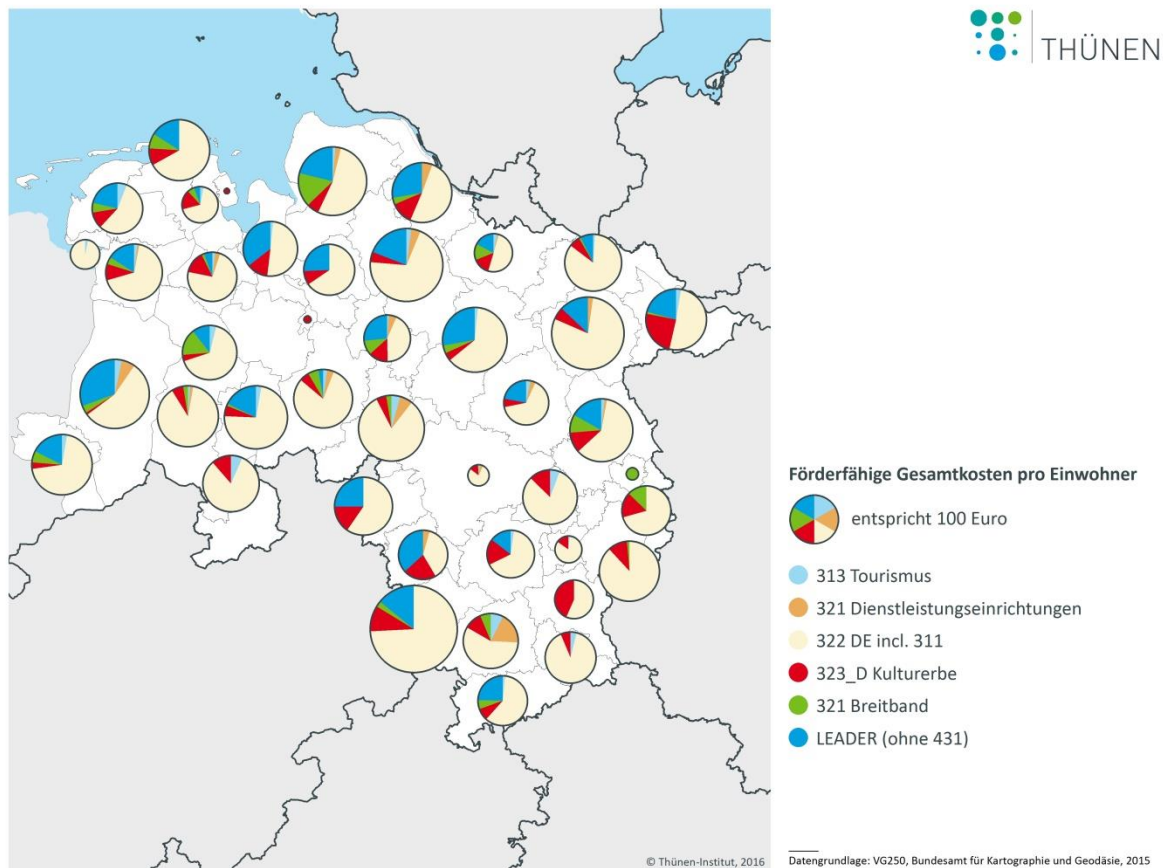 THÜNEN
Förderfähige Gesamtkosten pro Einwohner
entspricht 100 Euro
313 Tourismus
321 Dienstleistungseinrichtungen
322 DE incl. 311
323_D Kulturerbe
321 Breitband
LEADER (ohne 431)
© Thünen-Institut, 2016
Datengrundlage: VG250, Bundesamt für Kartographie und Geodäsie, 2015